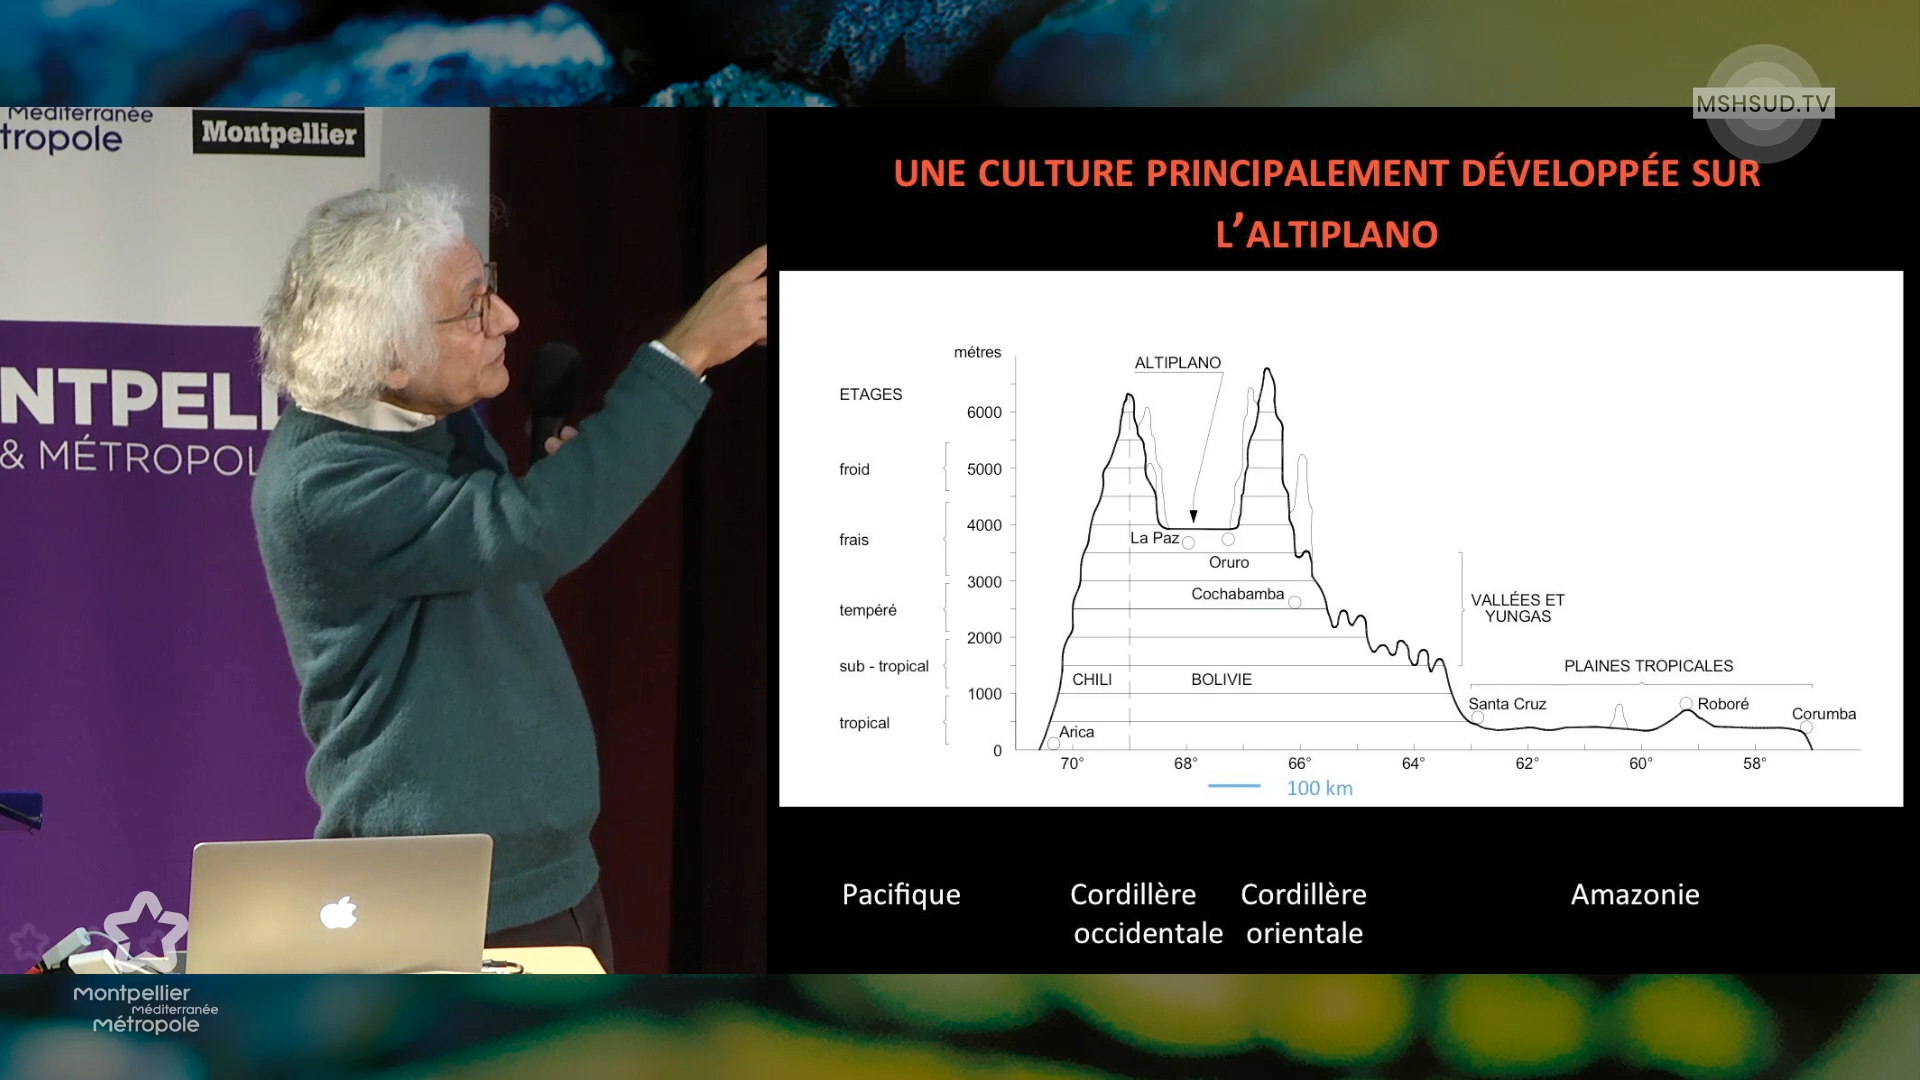 MSHSUD.TV
Méditerranée
tropole
Montpellier
NTPELL
& MÉTROPOL
montpellier
méditerranée
métropole
UNE CULTURE PRINCIPALEMENT DÉVELOPPÉE SUR
L’ALTIPLANO
métres
ALTIPLANO
ETAGES
6000
froid
5000
4000
frais
La Paz
Oruro
3000
Cochabamba
tempéré
VALLÉES ET
YUNGAS
2000
sub - tropical
CHILI
BOLIVIE
PLAINES TROPICALES
1000
Santa Cruz
Roboré
Corumba
tropical
Arica
0
70° 68° 66° 64° 62° 60° 58°
100 km
Pacifique
Cordillère
occidentale
Cordillère
orientale
Amazonie